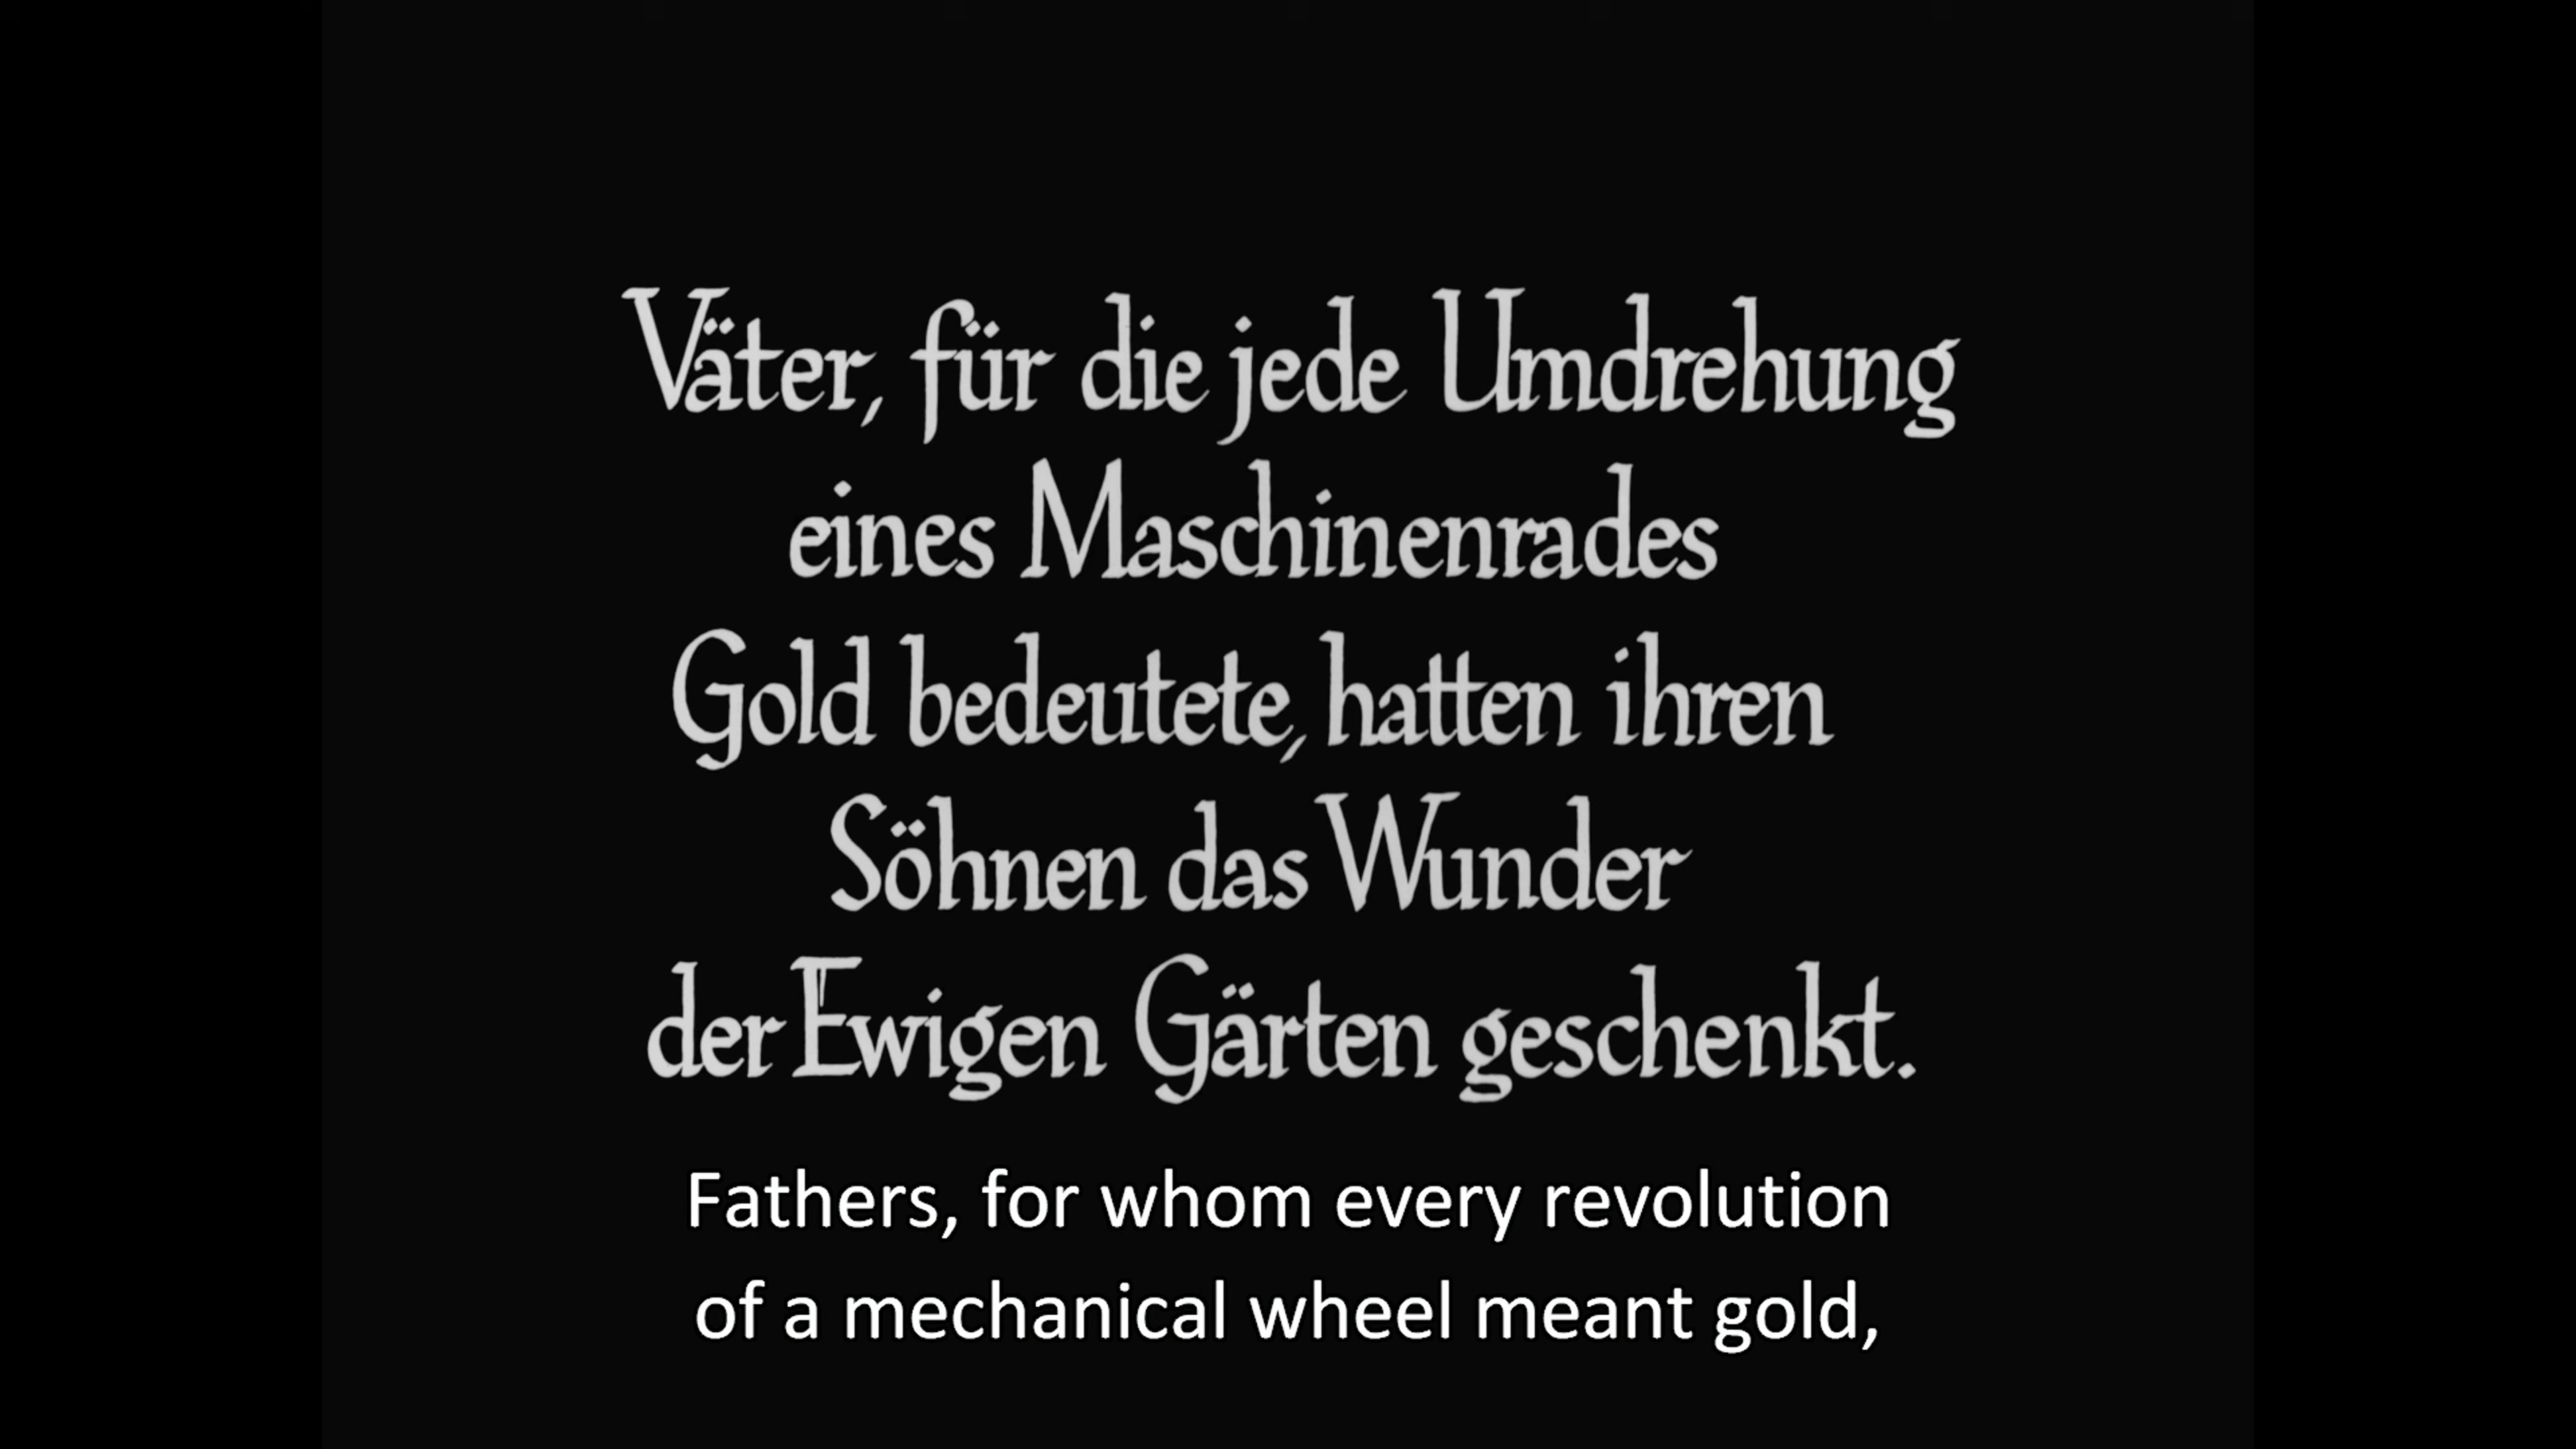 Väter, für die jede Umdrehung
eines Maschinenrades
Gold bedeutete, hatten ihren
Söhnen das Wunder
der Ewigen Gärten geschenkt.
Fathers, for whom every revolution
of a mechanical wheel meant gold,